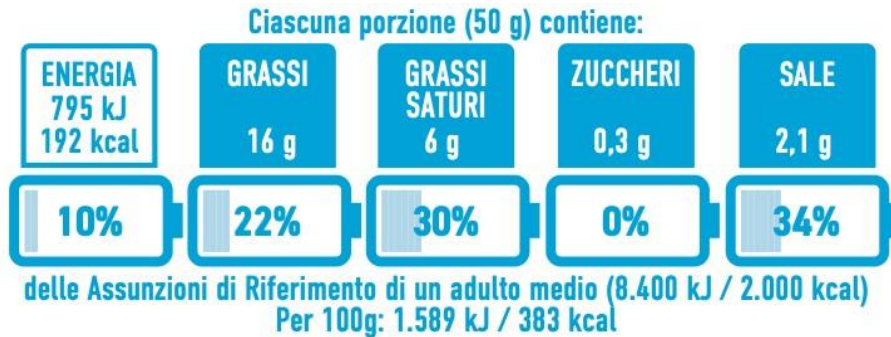 Ciascuna porzione (50 g) contiene:
ENERGIA
795 kJ
192 kcal
GRASSI
16 g
GRASSI
SATURI
6 g
ZUCCHERI
0,3 g
SALE
2,1 g
10%
22%
30%
0%
34%
delle Assunzioni di Riferimento di un adulto medio (8.400 kJ / 2.000 kcal)
Per 100g: 1.589 kJ / 383 kcal